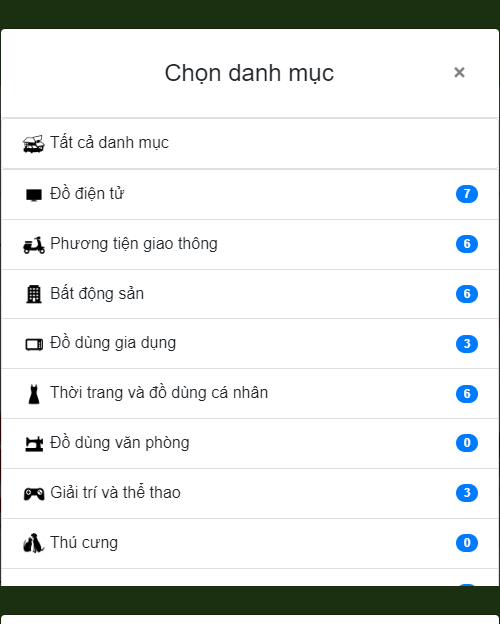 Chọn danh mục ×
Tất cả danh mục
Đồ điện tử 7
Phương tiện giao thông 6
Bất động sản 6
Đồ dùng gia dụng 3
Thời trang và đồ dùng cá nhân 6
Đồ dùng văn phòng 0
Giải trí và thể thao 3
Thú cưng 0